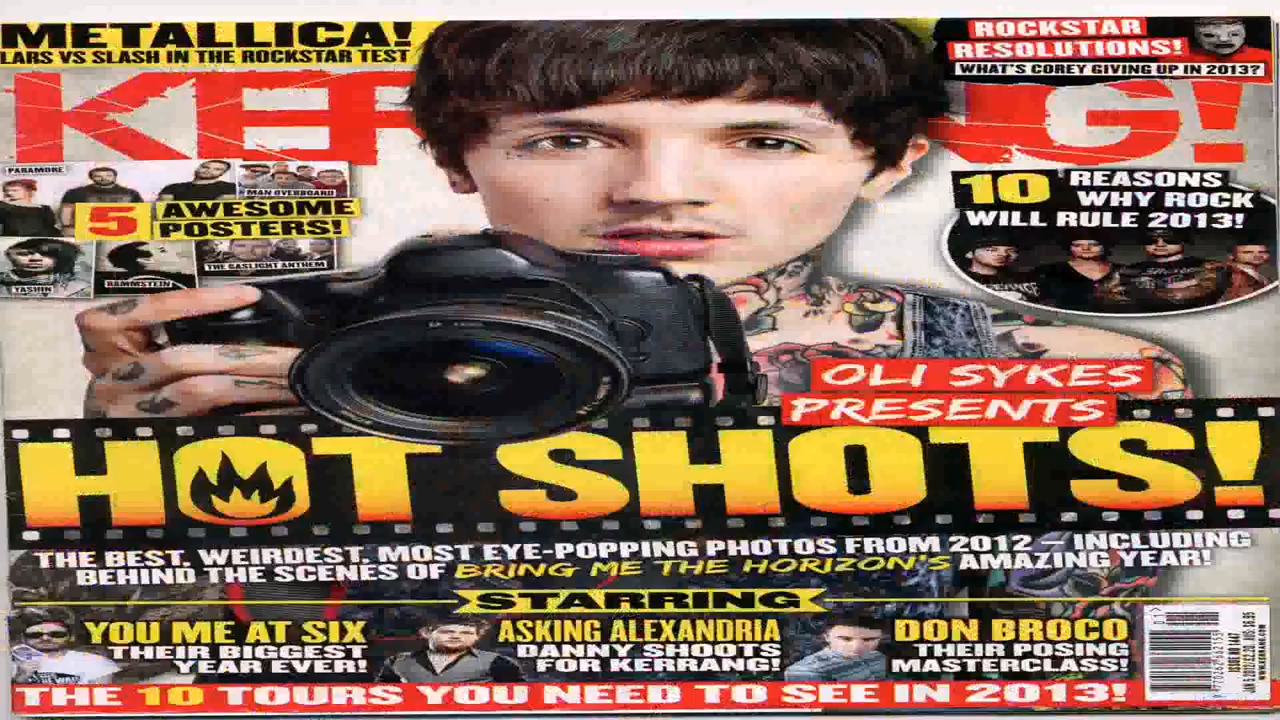 METALLICA!
LARS VS SLASH IN THE ROCKSTAR TEST
ROCKSTAR
RESOLUTIONS!
WHAT'S COREY GIVING UP IN 2013?
KER NG!
PARAMORE
MAN OVERBOARD
5 AWESOME
POSTERS!
YASHIN
RAMMSTEIN
THE GASLIGHT ANTHEM
10 REASONS
WHY ROCK
WILL RULE 2013!
OLI SYKES
PRESENTS
HOT SHOTS!
THE BEST, WEIRDEST, MOST EYE-POPPING PHOTOS FROM 2012 – INCLUDING
BEHIND THE SCENES OF BRING ME THE HORIZON'S AMAZING YEAR!
STARRING
YOU ME AT SIX
THEIR BIGGEST
YEAR EVER!
ASKING ALEXANDRIA
DANNY SHOOTS
FOR KERRANG!
DON BROCO
THEIR POSING
MASTERCLASS!
THE 10 TOURS YOU NEED TO SEE IN 2013!